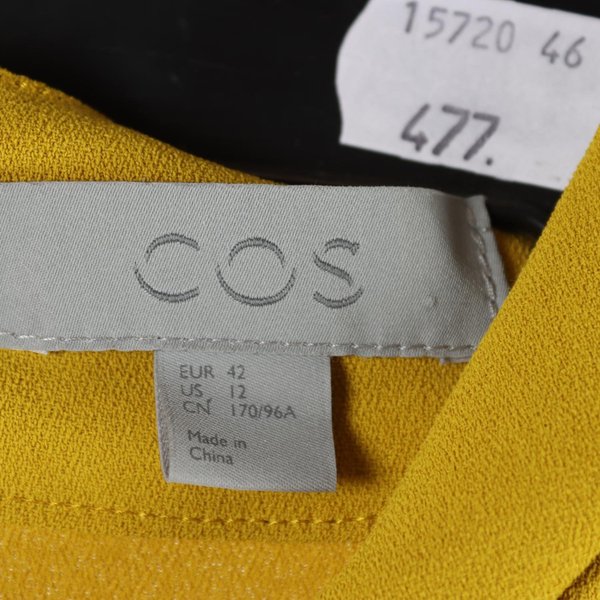 15720 46
477.
COS
EUR 42
US 12
CN 170/96A
Made in
China